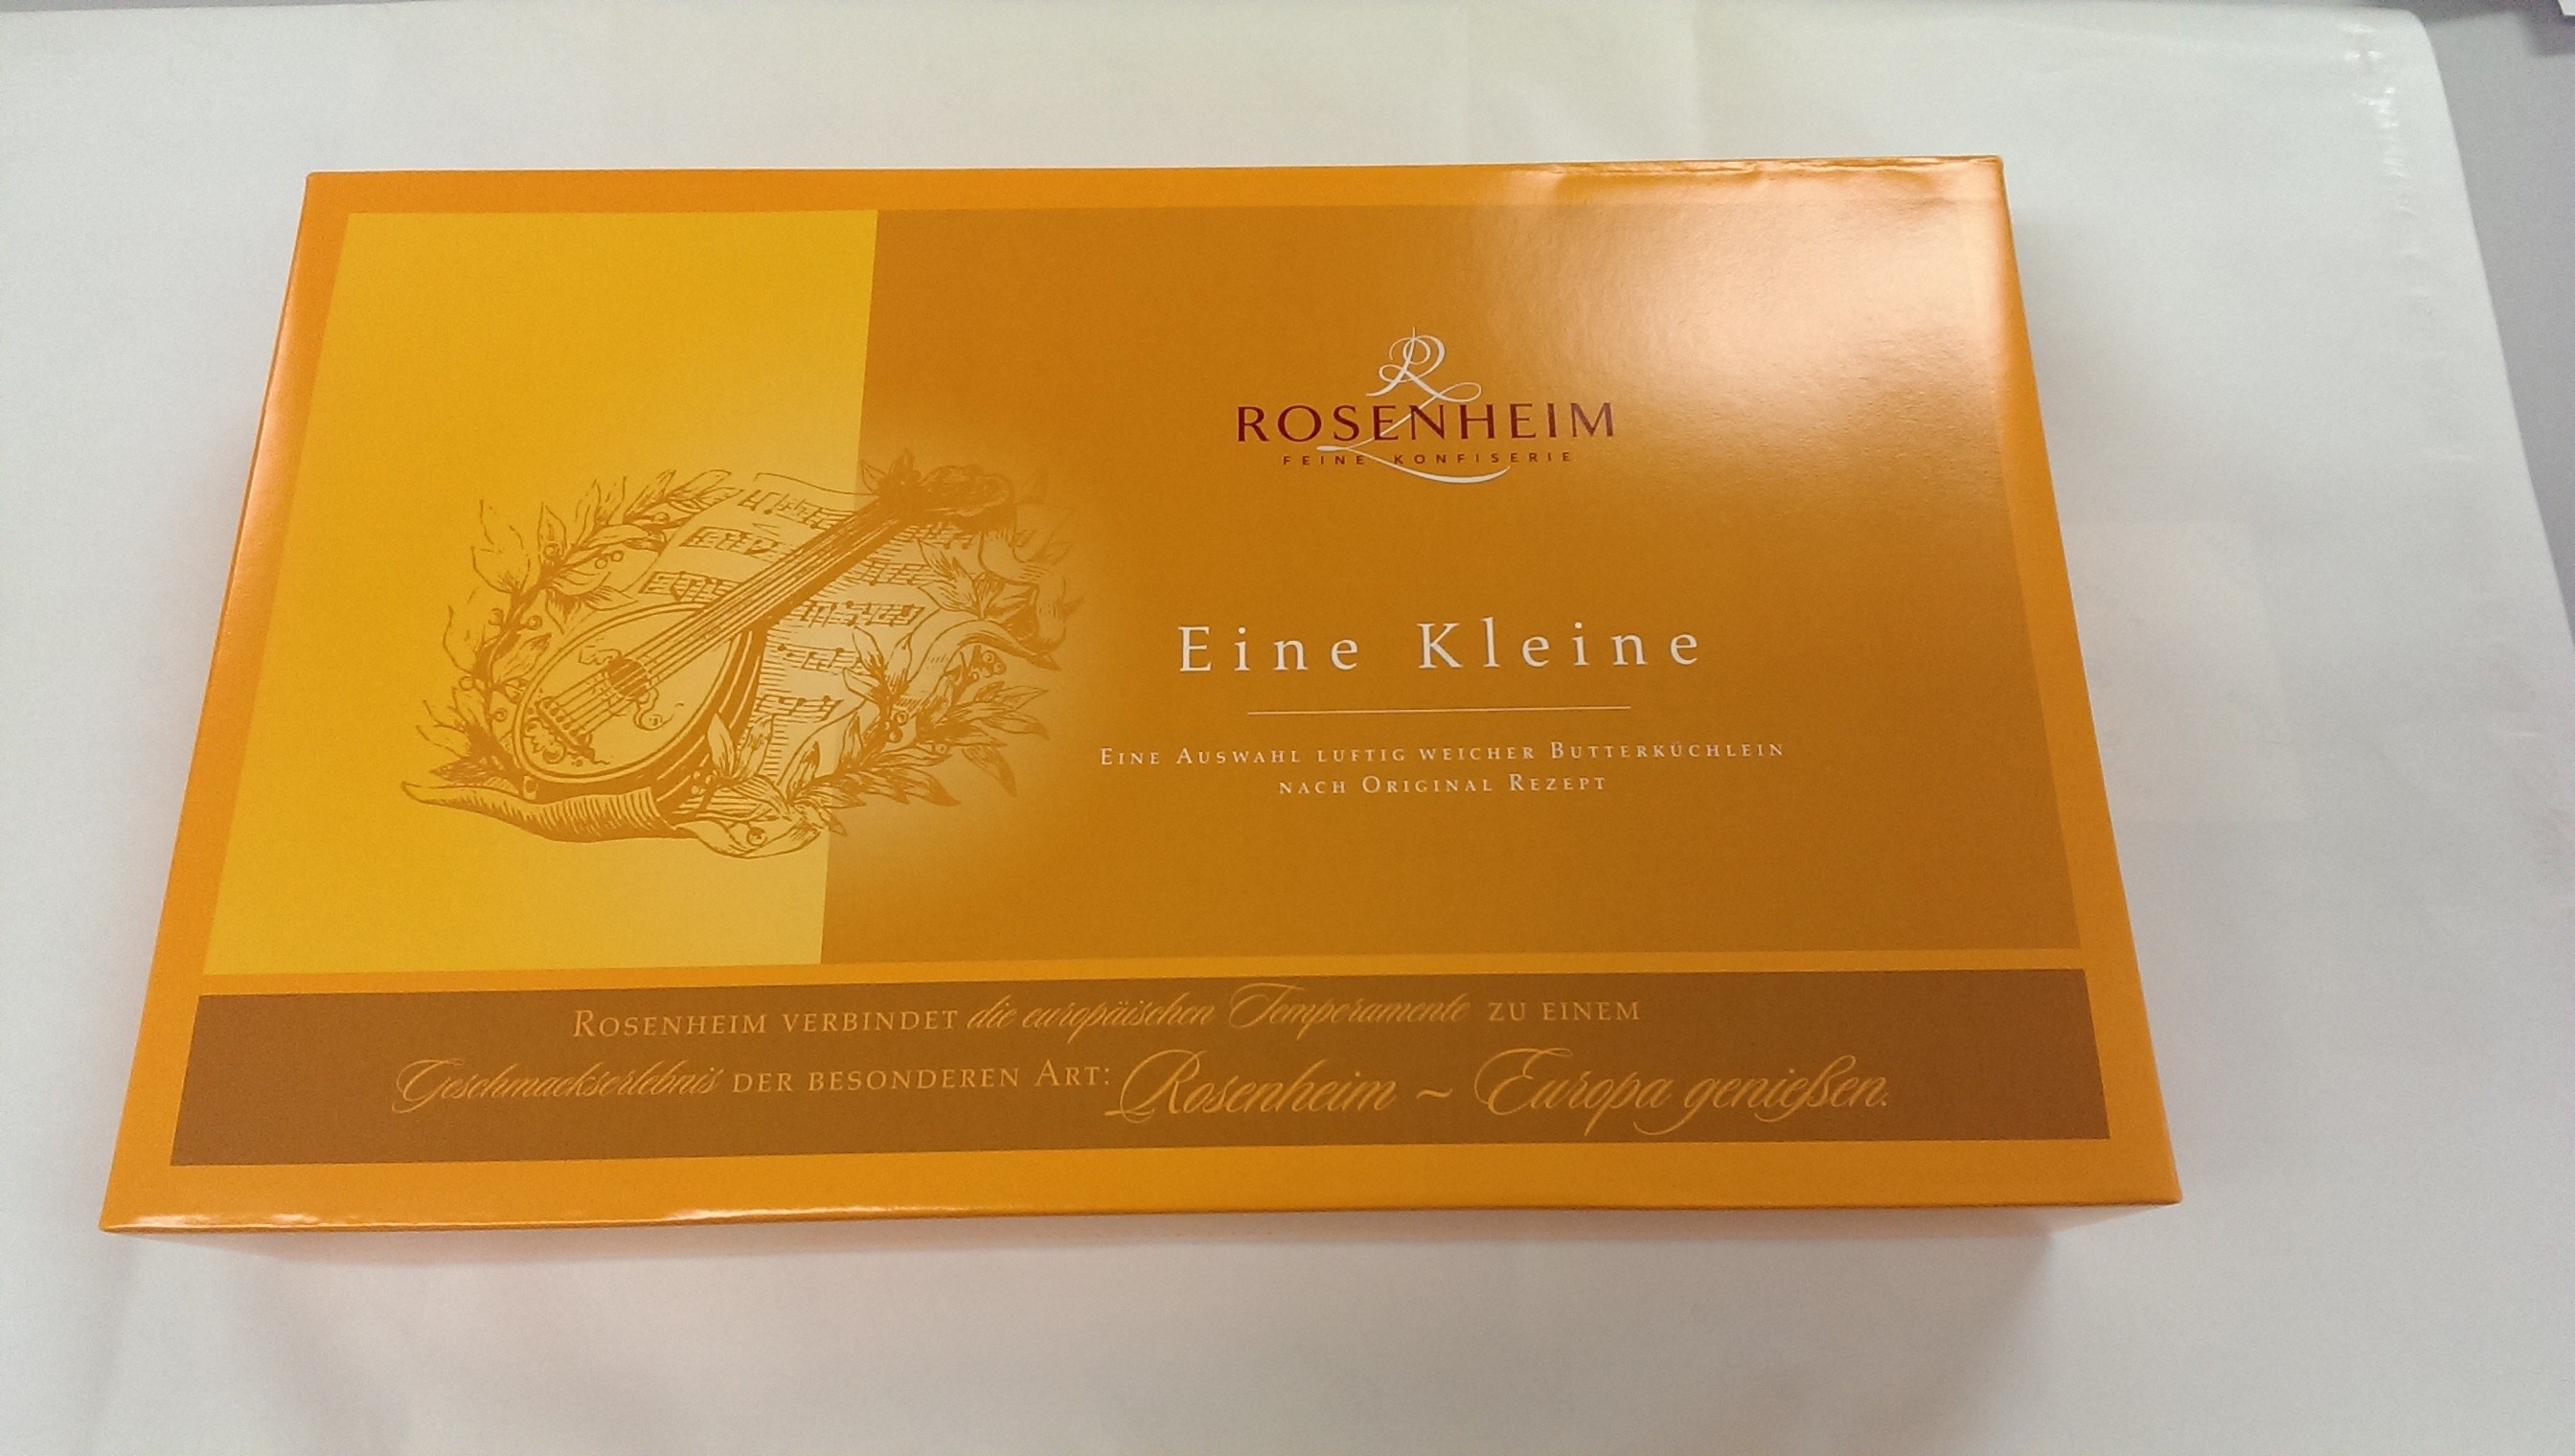 ROSENHEIM
FEINE KONFISERIE
Eine Kleine
EINE AUSWAHL LUFTIG WEICHER BUTTERKÜCHLEIN
NACH ORIGINAL REZEPT
ROSENHEIM VERBINDET die europäischen Temperamente ZU EINEM
Geschmackserlebnis DER BESONDEREN ART: Rosenheim ~ Europa genießen.